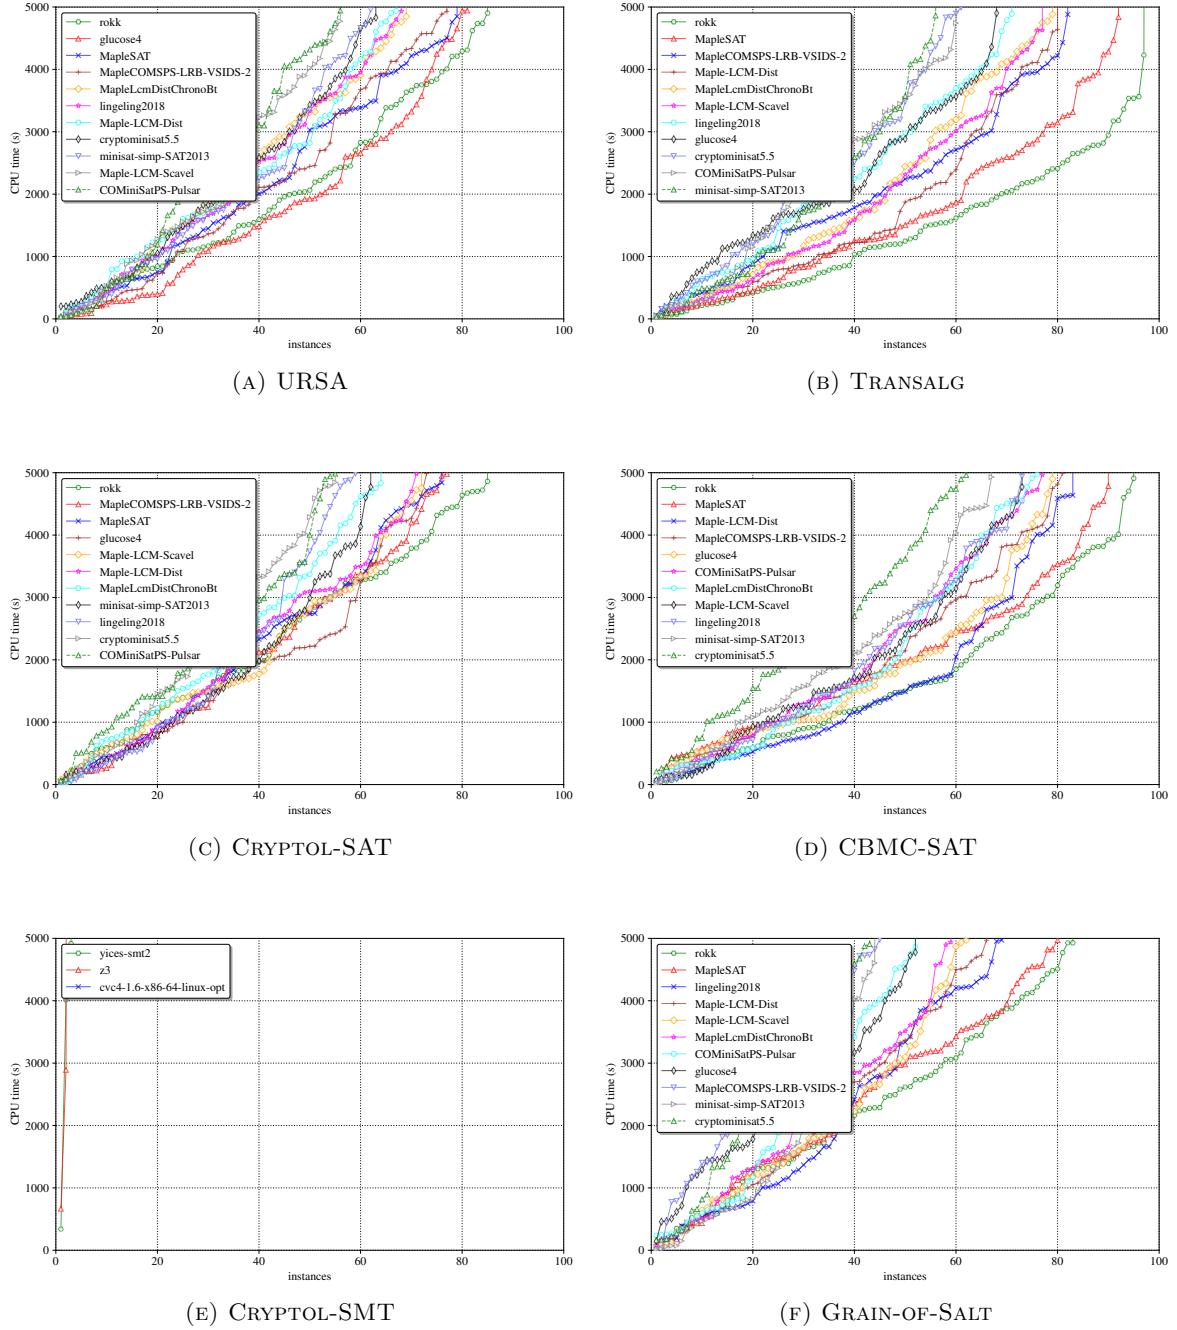 5000
4000
3000
2000
1000
0
CPU time (s)
rokk
glucose4
MapleSAT
MapleCOMSPS-LRB-VSIDS-2
MapleLcmDistChronoBt
lingeling2018
Maple-LCM-Dist
cryptominisat5.5
minisat-simp-SAT2013
Maple-LCM-Scavel
COMiniSatPS-Pulsar
0 20 40 60 80 100
instances
(A) URSA
5000
4000
3000
2000
1000
0
CPU time (s)
rokk
MapleSAT
MapleCOMSPS-LRB-VSIDS-2
Maple-LCM-Dist
MapleLcmDistChronoBt
Maple-LCM-Scavel
lingeling2018
glucose4
cryptominisat5.5
COMiniSatPS-Pulsar
minisat-simp-SAT2013
0 20 40 60 80 100
instances
(B) TRANSALG
5000
4000
3000
2000
1000
0
CPU time (s)
rokk
MapleCOMSPS-LRB-VSIDS-2
MapleSAT
glucose4
Maple-LCM-Scavel
Maple-LCM-Dist
MapleLcmDistChronoBt
minisat-simp-SAT2013
lingeling2018
cryptominisat5.5
COMiniSatPS-Pulsar
0 20 40 60 80 100
instances
(C) CRYPTOL-SAT
5000
4000
3000
2000
1000
0
CPU time (s)
rokk
MapleSAT
Maple-LCM-Dist
MapleCOMSPS-LRB-VSIDS-2
glucose4
COMiniSatPS-Pulsar
MapleLcmDistChronoBt
Maple-LCM-Scavel
lingeling2018
minisat-simp-SAT2013
cryptominisat5.5
0 20 40 60 80 100
instances
(D) CBMC-SAT
5000
4000
3000
2000
1000
0
CPU time (s)
yices-smt2
z3
cvc4-1.6-x86-64-linux-opt
0 20 40 60 80 100
instances
(E) CRYPTOL-SMT
5000
4000
3000
2000
1000
0
CPU time (s)
rokk
MapleSAT
lingeling2018
Maple-LCM-Dist
Maple-LCM-Scavel
MapleLcmDistChronoBt
COMiniSatPS-Pulsar
glucose4
MapleCOMSPS-LRB-VSIDS-2
minisat-simp-SAT2013
cryptominisat5.5
0 20 40 60 80 100
instances
(F) GRAIN-OF-SALT